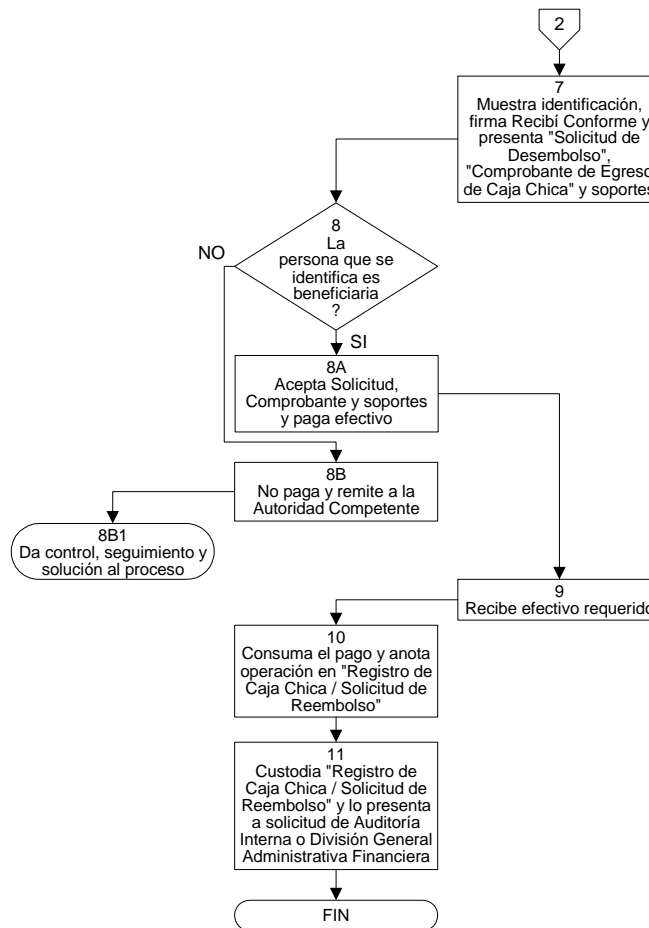 2
7
Muestra identificación,
firma Recibí Conforme y
presenta "Solicitud de
Desembolso",
"Comprobante de Egreso
de Caja Chica" y soportes
8
La
persona que se
identifica es
beneficiaria
?
NO
SI
8A
Acepta Solicitud,
Comprobante y soportes
y paga efectivo
8B
No paga y remite a la
Autoridad Competente
8B1
Da control, seguimiento y
solución al proceso
9
Recibe efectivo requerido
10
Consuma el pago y anota
operación en "Registro de
Caja Chica / Solicitud de
Reembolso"
11
Custodia "Registro de
Caja Chica / Solicitud de
Reembolso" y lo presenta
a solicitud de Auditoría
Interna o División General
Administrativa Financiera
FIN